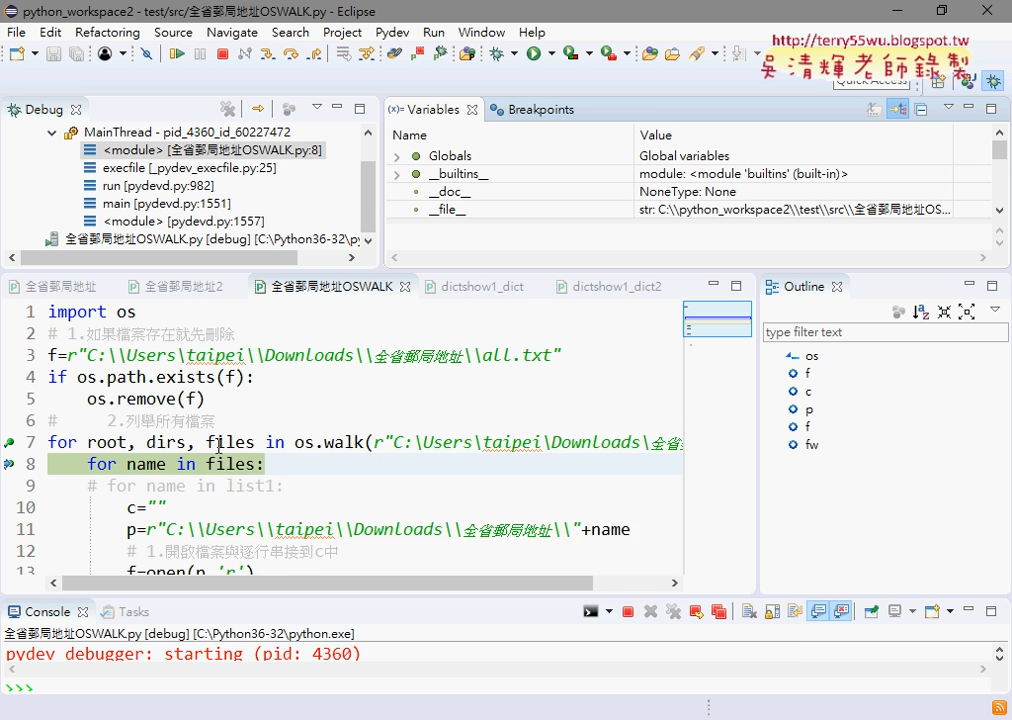 python_workspace2 - test/src/全省郵局地址OSWALK.py - Eclipse
File Edit Refactoring Source Navigate Search Project Pydev Run Window Help
http://terry55wu.blogspot.tw
吳清輝老師錄製
Quick Access
Debug
MainThread - pid_4360_id_60227472
<module> [全省郵局地址OSWALK.py:8]
execfile [_pydev_execfile.py:25]
run [pydevd.py:982]
main [pydevd.py:1551]
<module> [pydevd.py:1557]
全省郵局地址OSWALK.py [debug] [C:\Python36-32\py
(x)= Variables Breakpoints
Name Value
Globals Global variables
__builtins__ module: <module 'builtins' (built-in)>
__doc__ NoneType: None
__file__ str: C:\\python_workspace2\\test\\src\\全省郵局地址OS...
全省郵局地址 全省郵局地址2 全省郵局地址OSWALK dictshow1_dict dictshow1_dict2
1 import os
2 # 1.如果檔案存在就先刪除
3 f=r"C:\\Users\taipei\\Downloads\\全省郵局地址\\all.txt"
4 if os.path.exists(f):
5 os.remove(f)
6 # 2.列舉所有檔案
7 for root, dirs, files in os.walk(r"C:\Users\taipei\Downloads\全省
8 for name in files:
9 # for name in list1:
10 c=""
11 p=r"C:\\Users\\taipei\\Downloads\\全省郵局地址\\"+name
12 # 1.開啟檔案與逐行串接到c中
13 f=open(p,'r')
Outline
type filter text
os
f
c
p
f
fw
Console Tasks
全省郵局地址OSWALK.py [debug] [C:\Python36-32\python.exe]
pydev debugger: starting (pid: 4360)
>>>